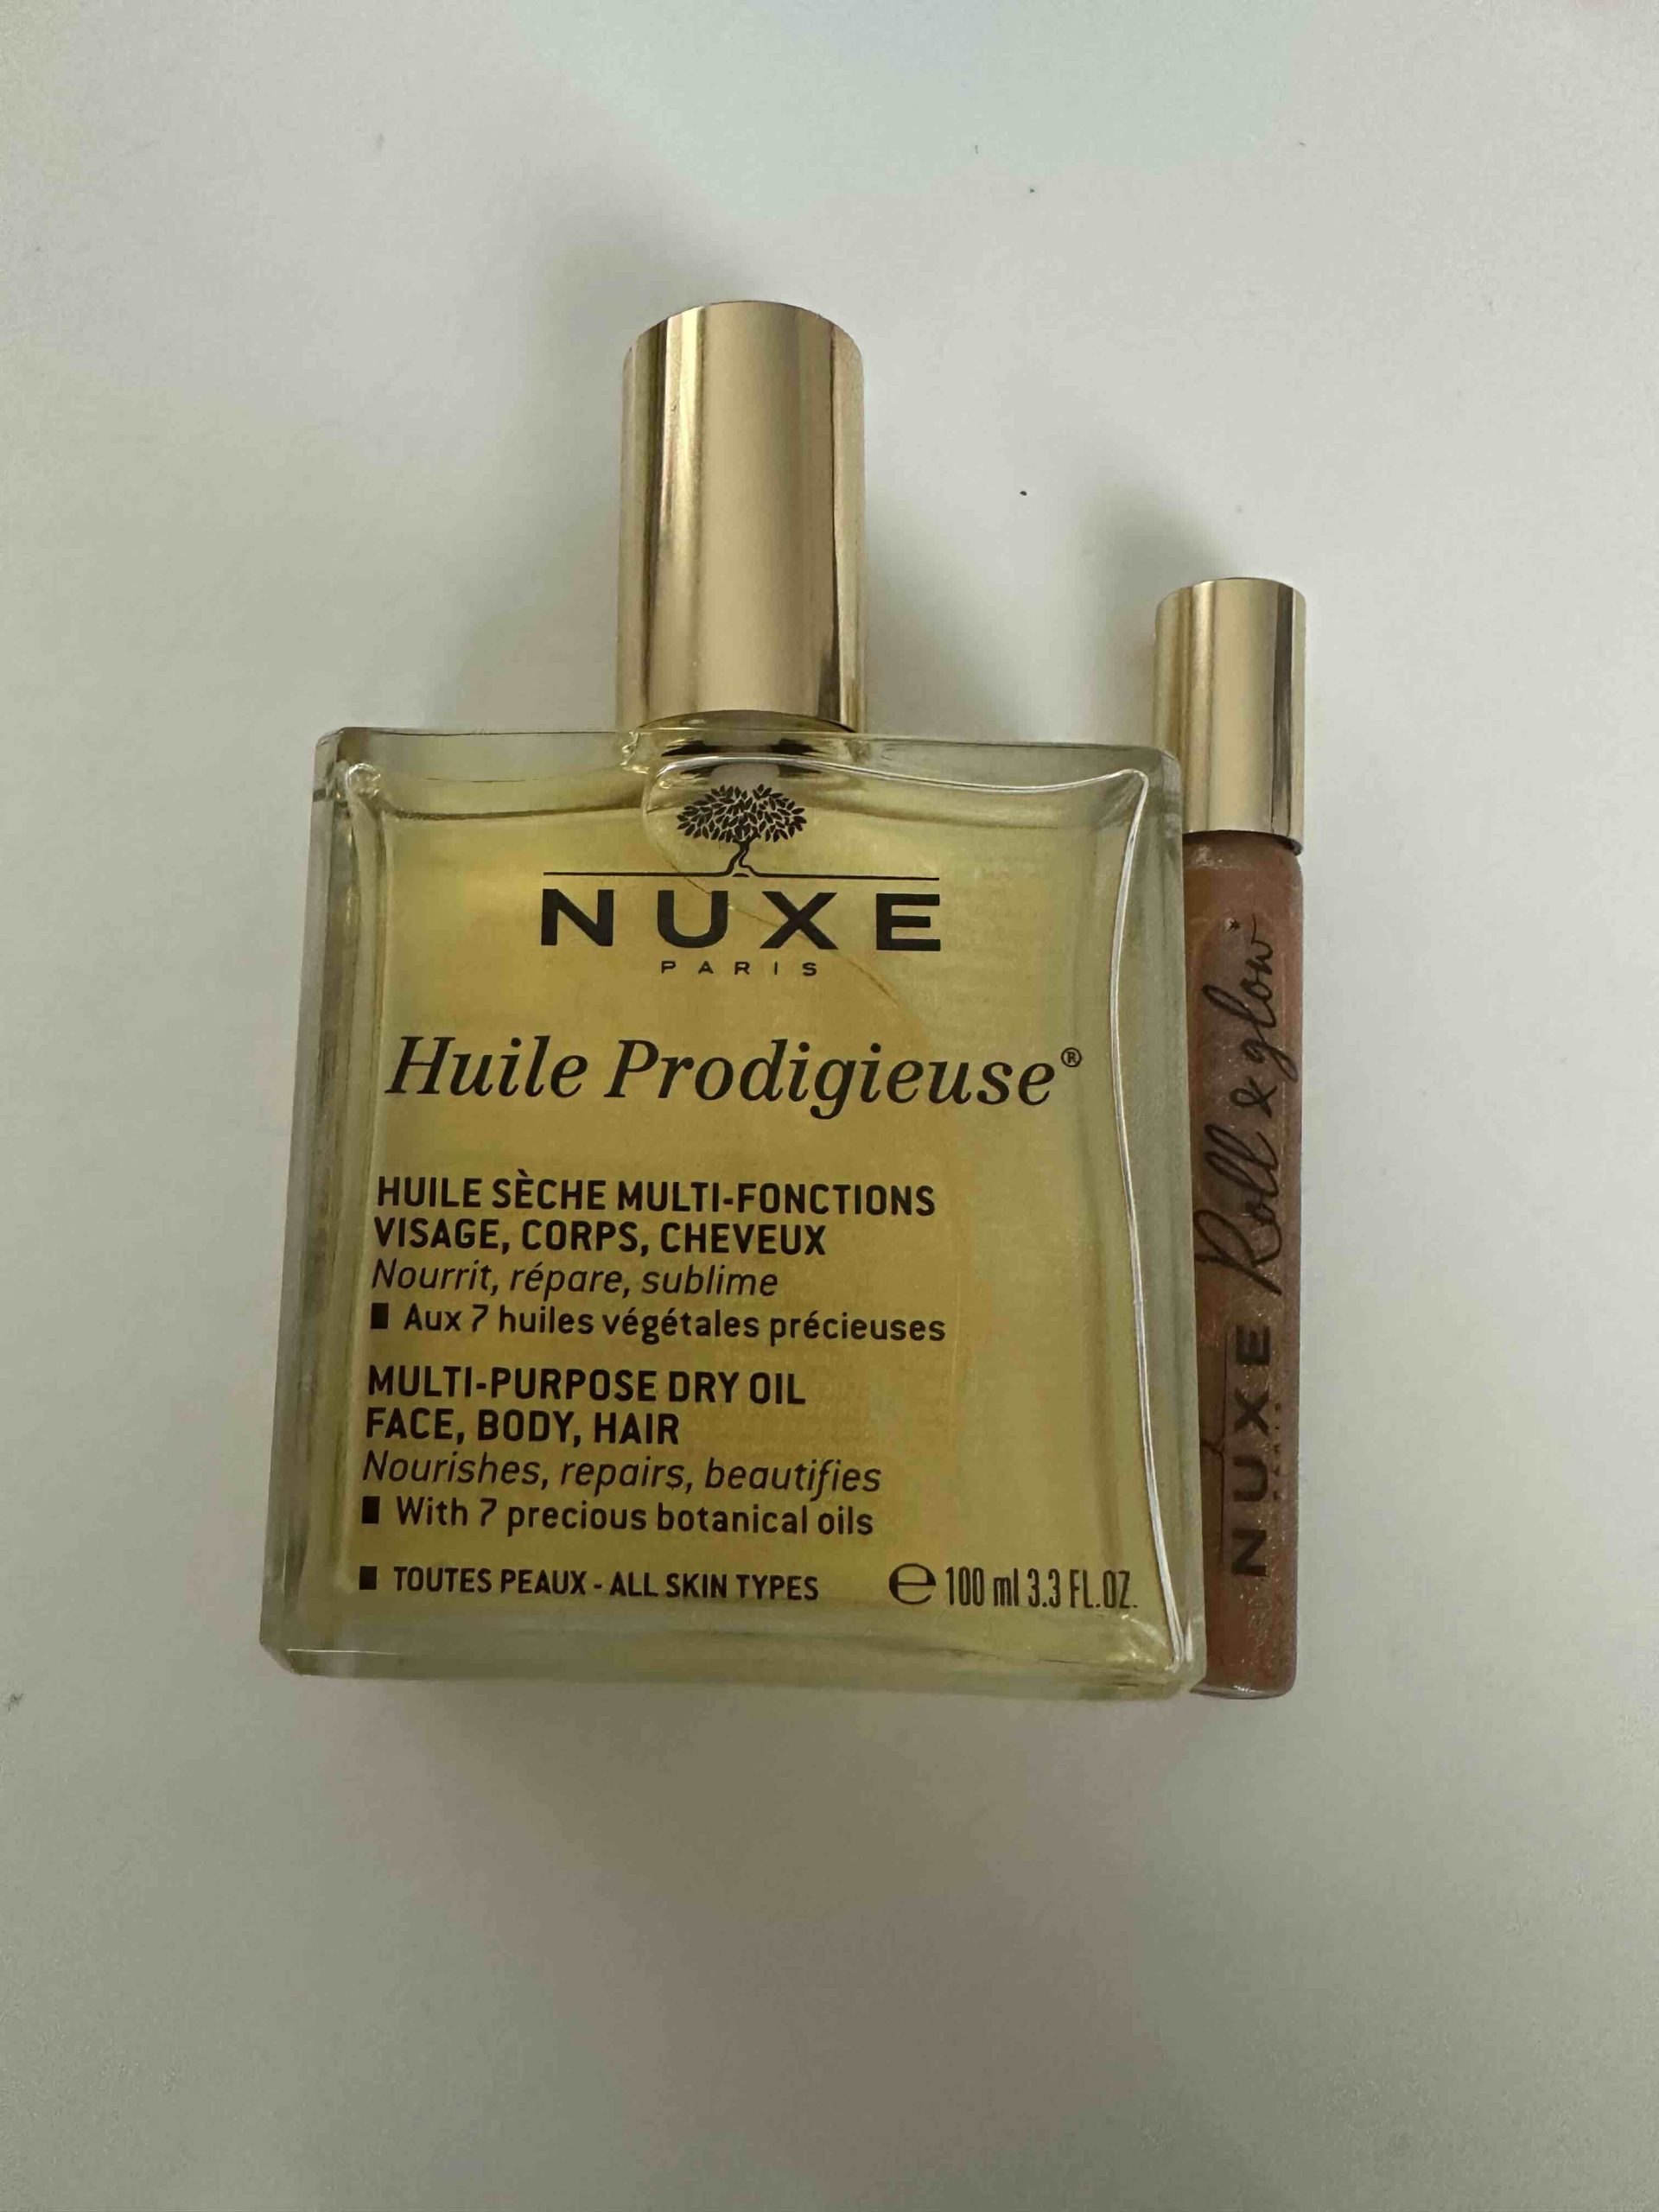 NUXE
PARIS
Huile Prodigieuse®
HUILE SÈCHE MULTI-FONCTIONS
VISAGE, CORPS, CHEVEUX
Nourrit, répare, sublime
■ Aux 7 huiles végétales précieuses
MULTI-PURPOSE DRY OIL
FACE, BODY, HAIR
Nourishes, repairs, beautifies
■ With 7 precious botanical oils
■ TOUTES PEAUX - ALL SKIN TYPES ℮ 100 ml 3.3 FL.OZ.
NUXE
PARIS
Roll & glow